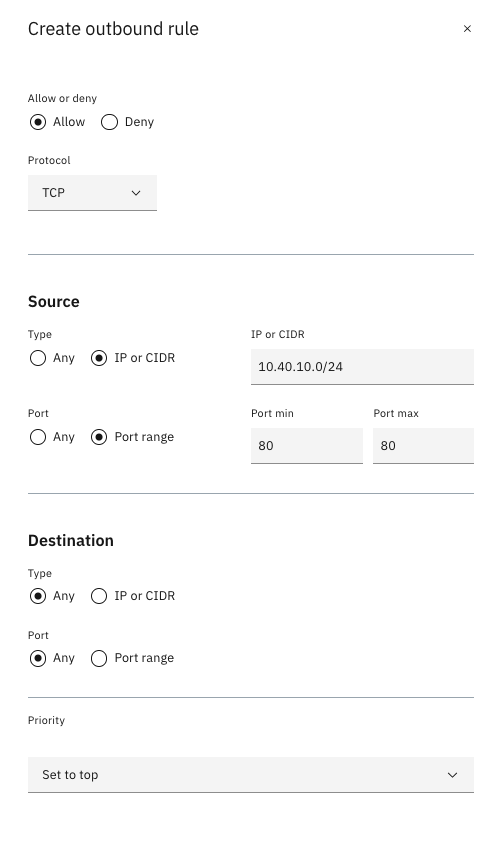 Create outbound rule
Allow or deny
Allow Deny
Protocol
TCP
Source
Type IP or CIDR
Any IP or CIDR 10.40.10.0/24
Port Port min Port max
Any Port range 80 80
Destination
Type
Any IP or CIDR
Port
Any Port range
Priority
Set to top